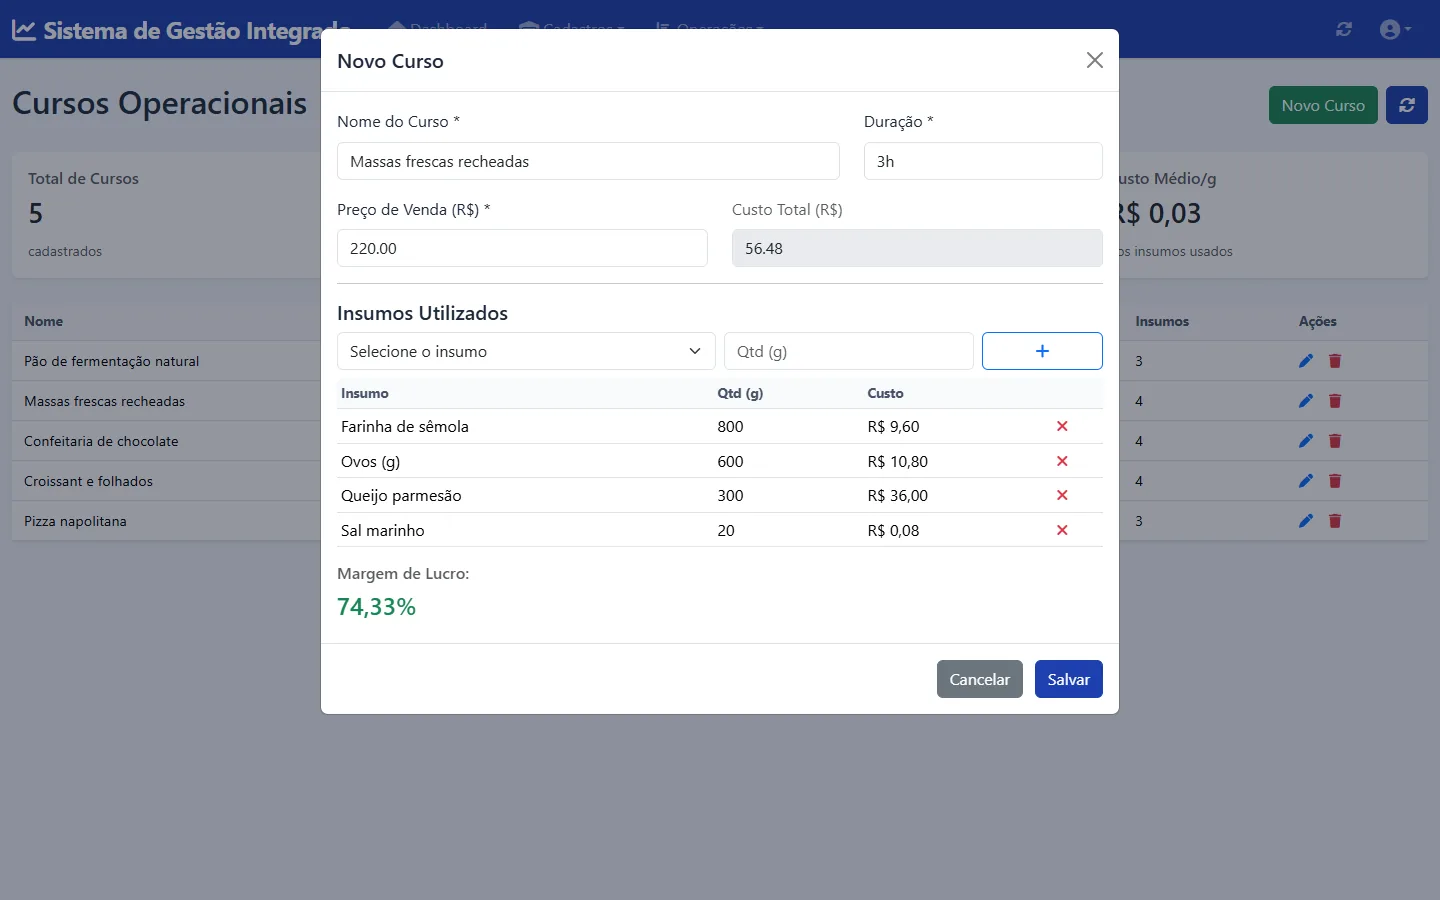 Sistema de Gestão Integrado
Dashboard
Cadastros
Operações
Novo Curso
Cursos Operacionais
Novo Curso
Nome do Curso *
Duração *
Massas frescas recheadas
3h
Preço de Venda (R$) *
Custo Total (R$)
220.00
56.48
Total de Cursos
5
cadastrados
usto Médio/g
R$ 0,03
os insumos usados
Insumos Utilizados
Selecione o insumo
Qtd (g)
+
Insumo Qtd (g) Custo
Farinha de sêmola 800 R$ 9,60
Ovos (g) 600 R$ 10,80
Queijo parmesão 300 R$ 36,00
Sal marinho 20 R$ 0,08
Margem de Lucro:
74,33%
Cancelar
Salvar
Nome Insumos Ações
Pão de fermentação natural 3
Massas frescas recheadas 4
Confeitaria de chocolate 4
Croissant e folhados 4
Pizza napolitana 3